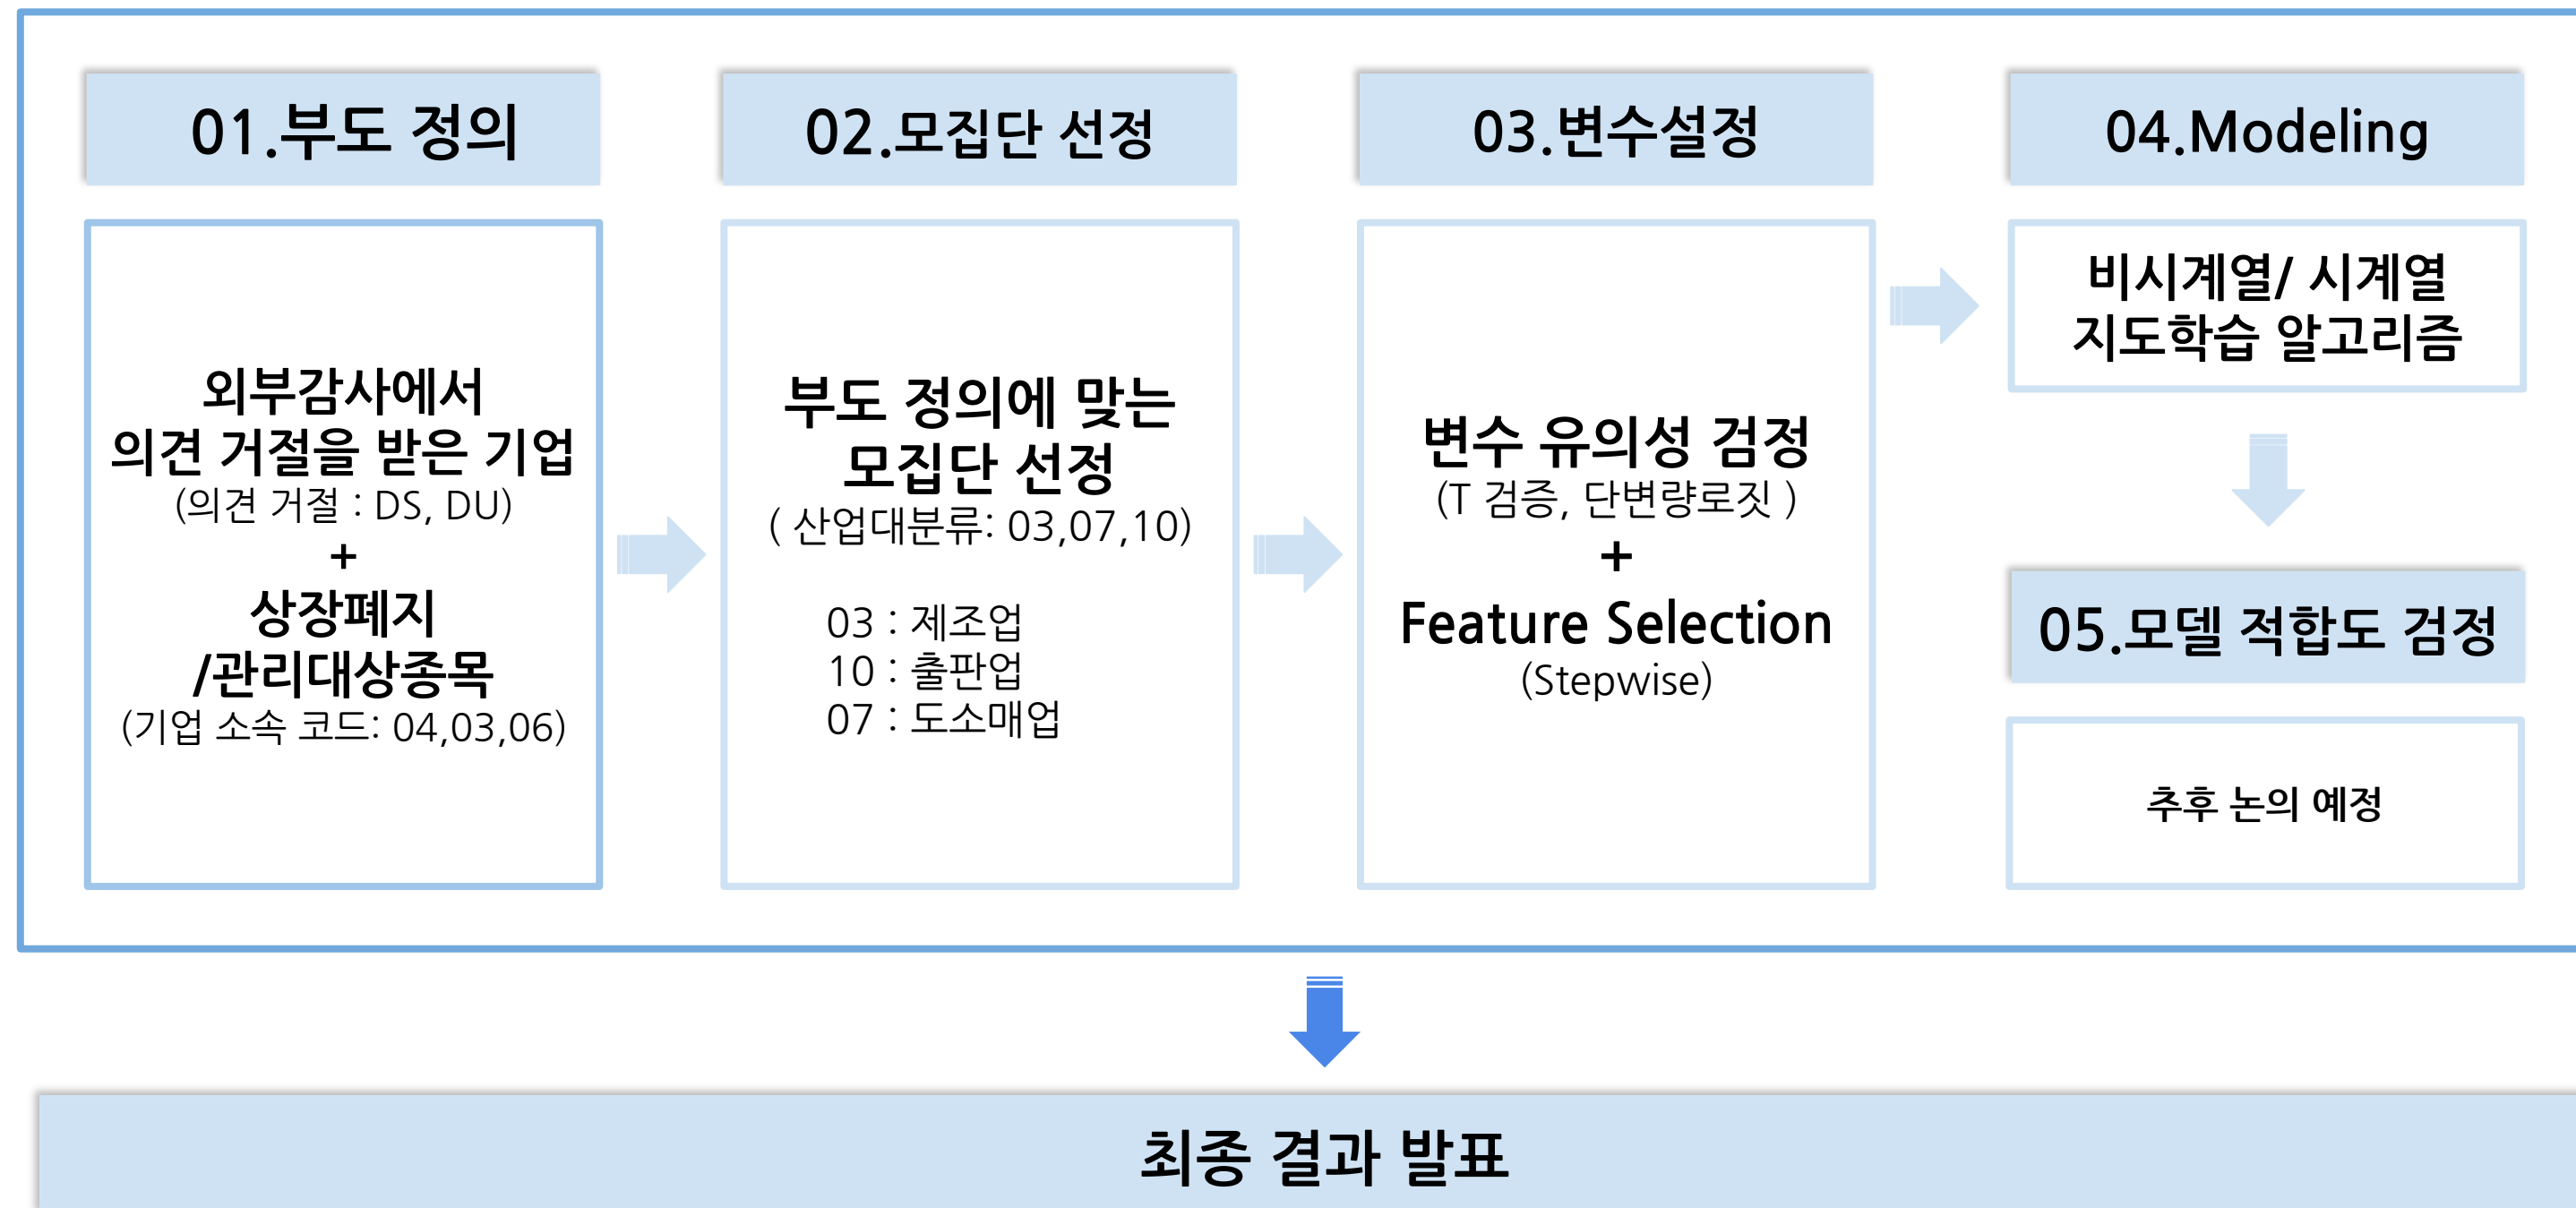 01.부도 정의
외부감사에서
의견 거절을 받은 기업
(의견 거절 : DS, DU)
+
상장폐지
/관리대상종목
(기업 소속 코드: 04,03,06)
02.모집단 선정
부도 정의에 맞는
모집단 선정
( 산업대분류: 03,07,10)
03 : 제조업
10 : 출판업
07 : 도소매업
03.변수설정
변수 유의성 검정
(T 검증, 단변량로짓 )
+
Feature Selection
(Stepwise)
04.Modeling
비시계열/ 시계열
지도학습 알고리즘
05.모델 적합도 검정
추후 논의 예정
최종 결과 발표